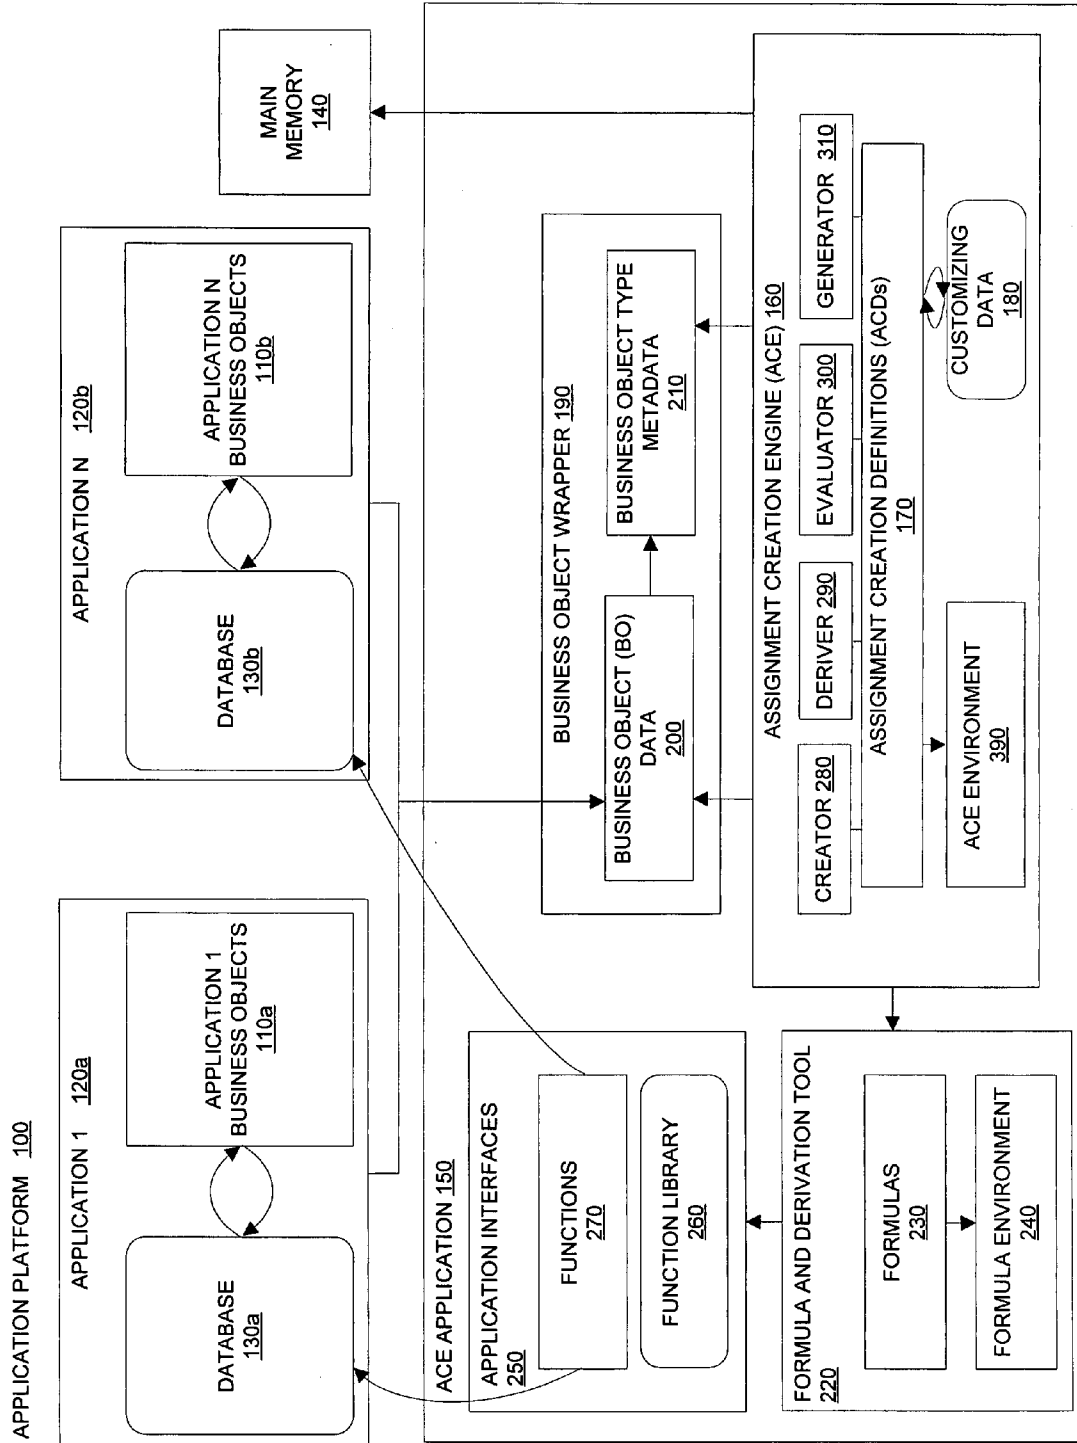 APPLICATION PLATFORM 100
APPLICATION 1 120a
DATABASE
130a
APPLICATION 1
BUSINESS OBJECTS
110a
APPLICATION N 120b
DATABASE
130b
APPLICATION N
BUSINESS OBJECTS
110b
MAIN
MEMORY
140
ACE APPLICATION 150
APPLICATION INTERFACES
250
FUNCTIONS
270
FUNCTION LIBRARY
260
BUSINESS OBJECT WRAPPER 190
BUSINESS OBJECT (BO)
DATA
200
BUSINESS OBJECT TYPE
METADATA
210
FORMULA AND DERIVATION TOOL
220
FORMULAS
230
FORMULA ENVIRONMENT
240
ASSIGNMENT CREATION ENGINE (ACE) 160
CREATOR 280
DERIVER 290
EVALUATOR 300
GENERATOR 310
ASSIGNMENT CREATION DEFINITIONS (ACDs)
170
ACE ENVIRONMENT
390
CUSTOMIZING
DATA
180